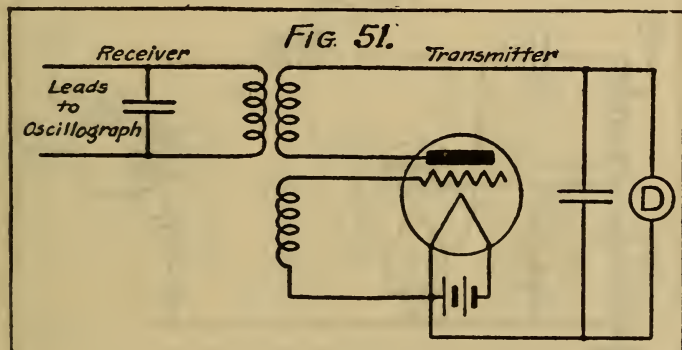 FIG. 51.
Receiver
Transmitter
Leads
to
Oscillograph
D